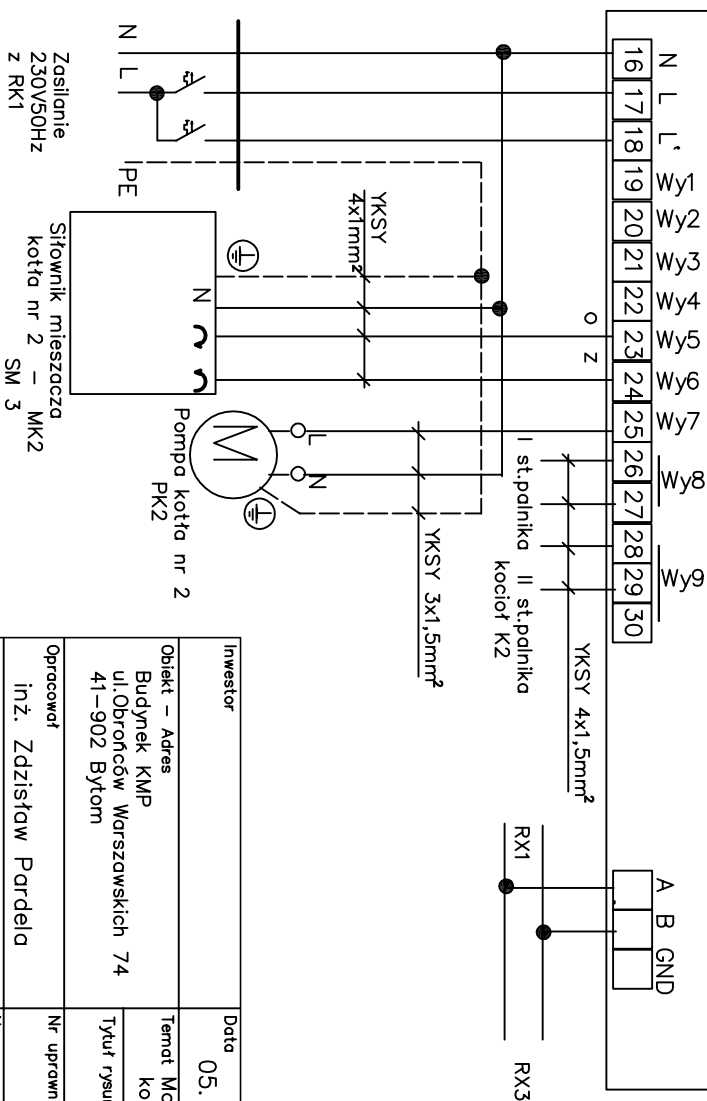 N
L
L'
Wy1
Wy2
Wy3
Wy4
Wy5
Wy6
Wy7
Wy8
Wy9
16
17
18
19
20
21
22
23
24
25
26
27
28
29
30
A
B
GND
o
z
I st.palnika
II st.palnika
kocioł K2
YKSY 4x1,5mm²
RX1
RX3
YKSY
4x1mm²
YKSY 3x1,5mm²
N
L
PE
Zasilanie
230V50Hz
z RK1
N
Siłownik mieszacza
kotła nr 2 – MK2
SM 3
L
N
M
Pompa kotła nr 2
PK2
Inwestor
Data
05.
Obiekt – Adres
Budynek KMP
ul.Obrońców Warszawskich 74
41–902 Bytom
Temat
Tytuł
Opracował
inż. Zdzisław Pardela
Nr